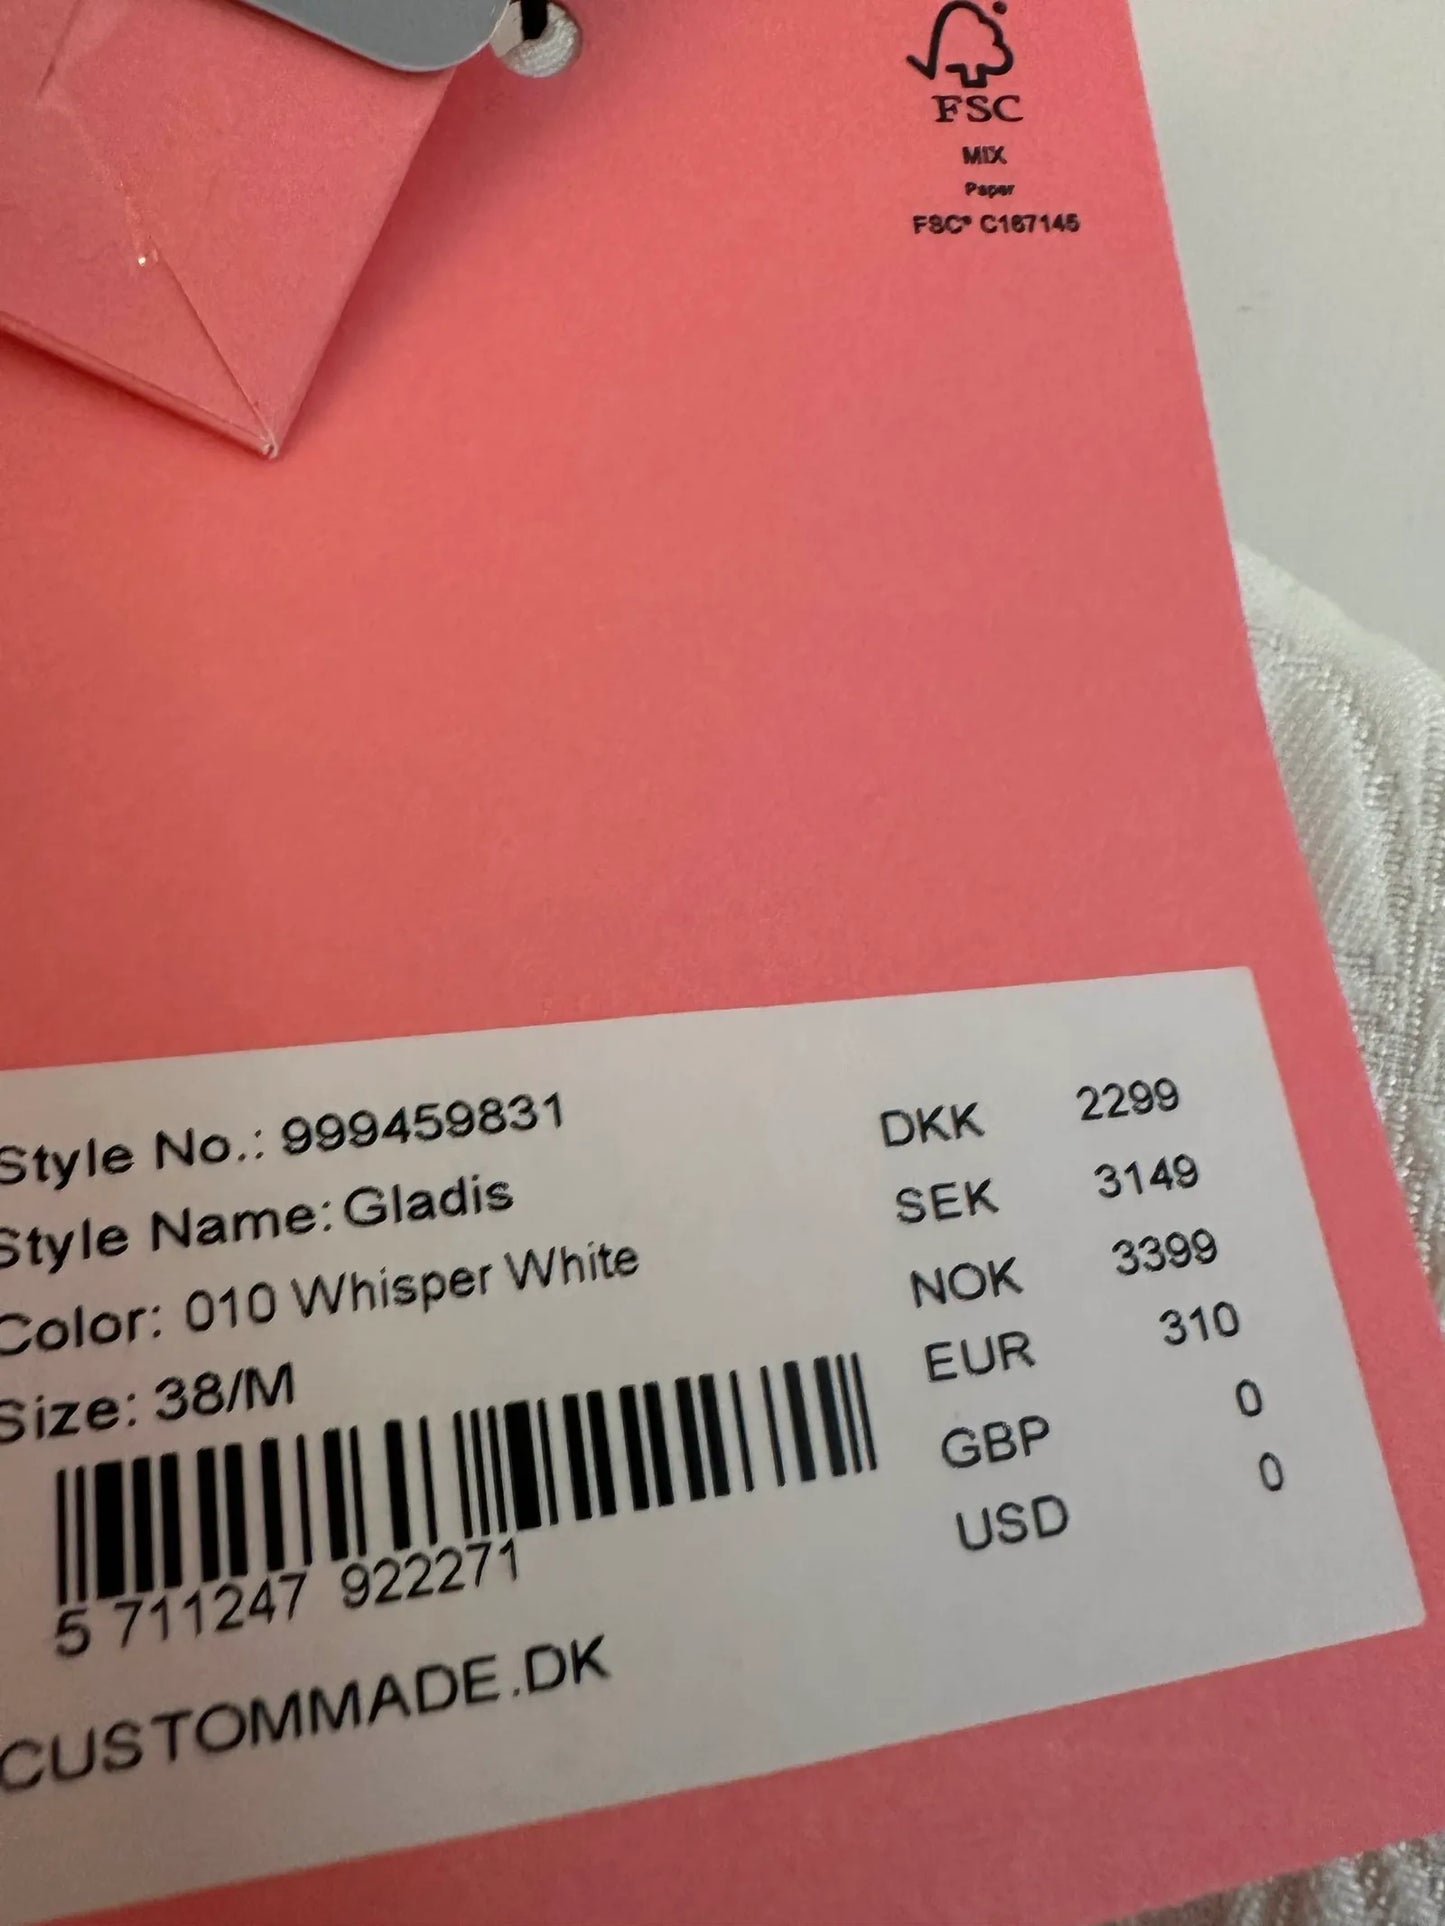 FSC
MIX
Paper
FSC® C167145
Style No.: 999459831
Style Name: Gladis
Color: 010 Whisper White
Size: 38/M
5 711247 922271
CUSTOMMADE.DK
DKK 2299
SEK 3149
NOK 3399
EUR 310
GBP 0
USD 0